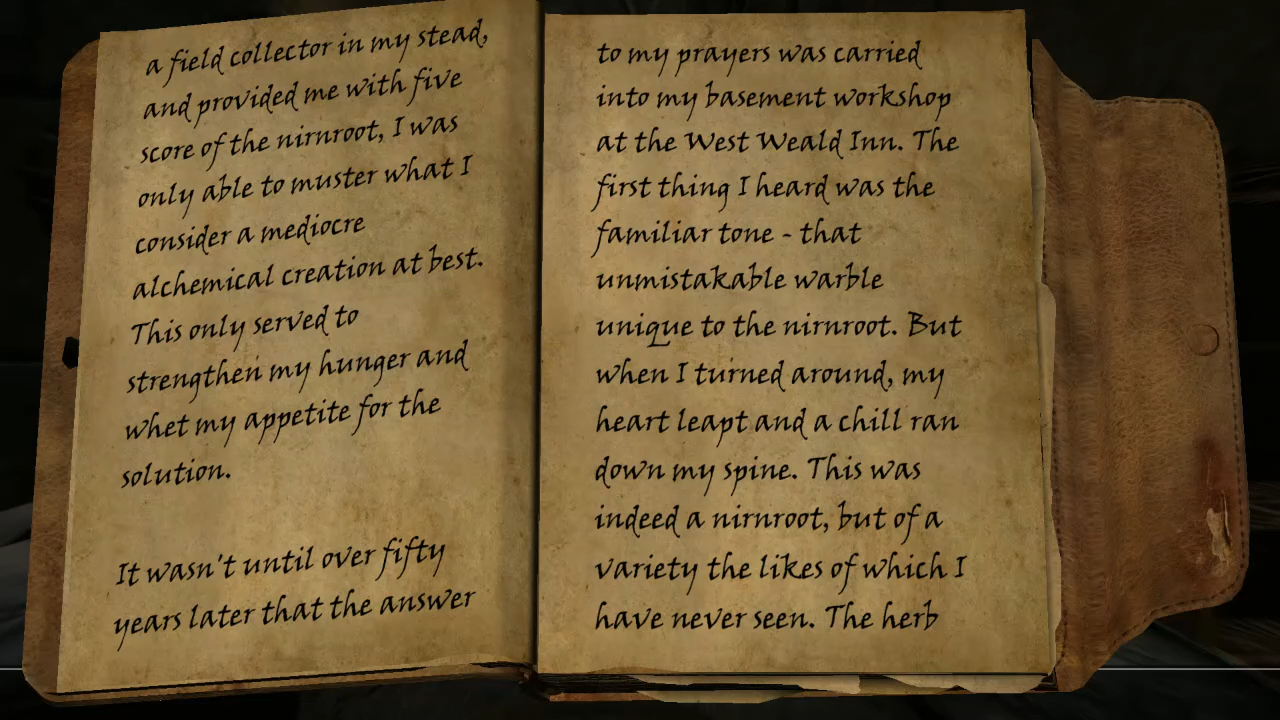 a field collector in my stead,
and provided me with five
score of the nirnroot, I was
only able to muster what I
consider a mediocre
alchemical creation at best.
This only served to
strengthen my hunger and
whet my appetite for the
solution.
It wasn't until over fifty
years later that the answer
to my prayers was carried
into my basement workshop
at the West Weald Inn. The
first thing I heard was the
familiar tone - that
unmistakable warble
unique to the nirnroot. But
when I turned around, my
heart leapt and a chill ran
down my spine. This was
indeed a nirnroot, but of a
variety the likes of which I
have never seen. The herb